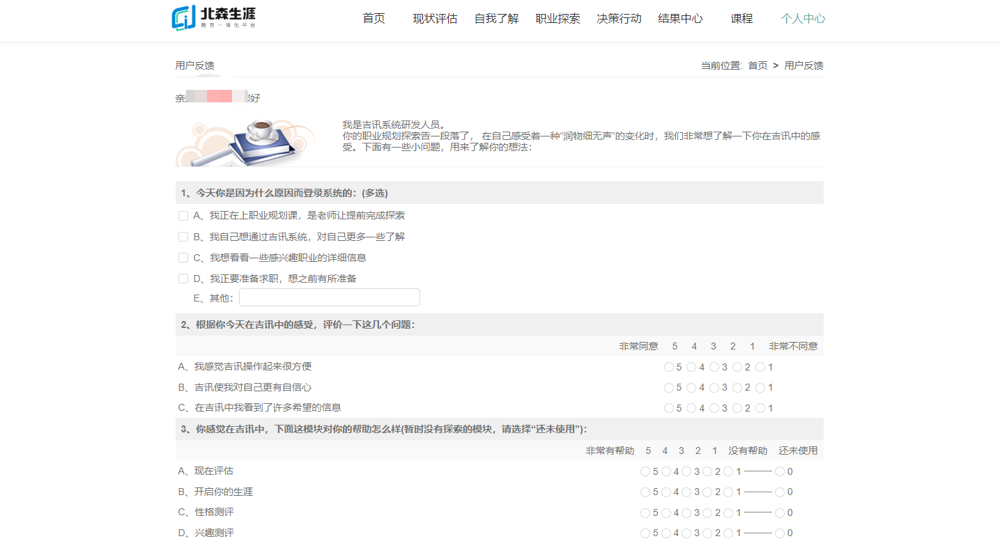 北森生涯
教育一体化平台
首页 现状评估 自我了解 职业探索 决策行动 结果中心 课程 个人中心
用户反馈
当前位置: 首页 > 用户反馈
亲 好
我是吉讯系统研发人员。
你的职业规划探索告一段落了， 在自己感受着一种“润物细无声”的变化时，我们非常想了解一下你在吉讯中的感
受。下面有一些小问题，用来了解你的想法：
1、今天你是因为什么原因而登录系统的：(多选)
A、我正在上职业规划课，是老师让提前完成探索
B、我自己想通过吉讯系统，对自己更多一些了解
C、我想看看一些感兴趣职业的详细信息
D、我正要准备求职，想之前有所准备
E、其他：
2、根据你今天在吉讯中的感受，评价一下这几个问题：
非常同意 5 4 3 2 1 非常不同意
A、我感觉吉讯操作起来很方便 5 4 3 2 1
B、吉讯使我对自己更有自信心 5 4 3 2 1
C、在吉讯中我看到了许多希望的信息 5 4 3 2 1
3、你感觉在吉讯中，下面这模块对你的帮助怎么样(暂时没有探索的模块，请选择“还未使用”)：
非常有帮助 5 4 3 2 1 没有帮助 还未使用
A、现在评估 5 4 3 2 1 ---------- 0
B、开启你的生涯 5 4 3 2 1 ---------- 0
C、性格测评 5 4 3 2 1 ---------- 0
D、兴趣测评 5 4 3 2 1 ---------- 0